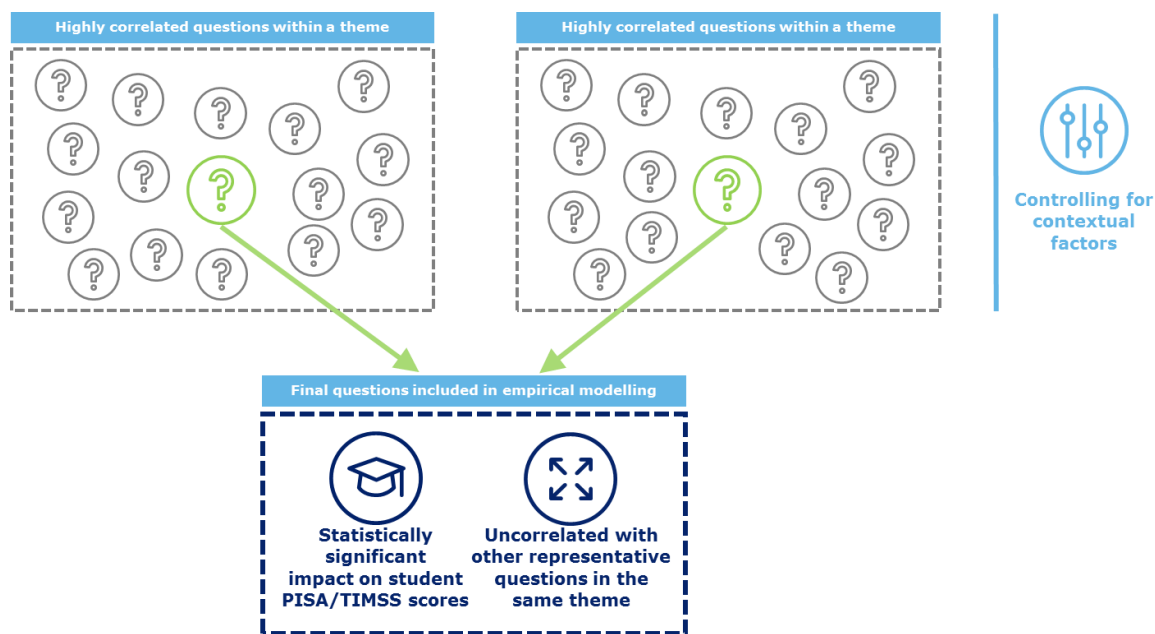 Highly correlated questions within a theme
Highly correlated questions within a theme
Controlling for
contextual
factors
Final questions included in empirical modelling
Statistically
significant
impact on student
PISA/TIMSS scores
Uncorrelated with
other representative
questions in the
same theme